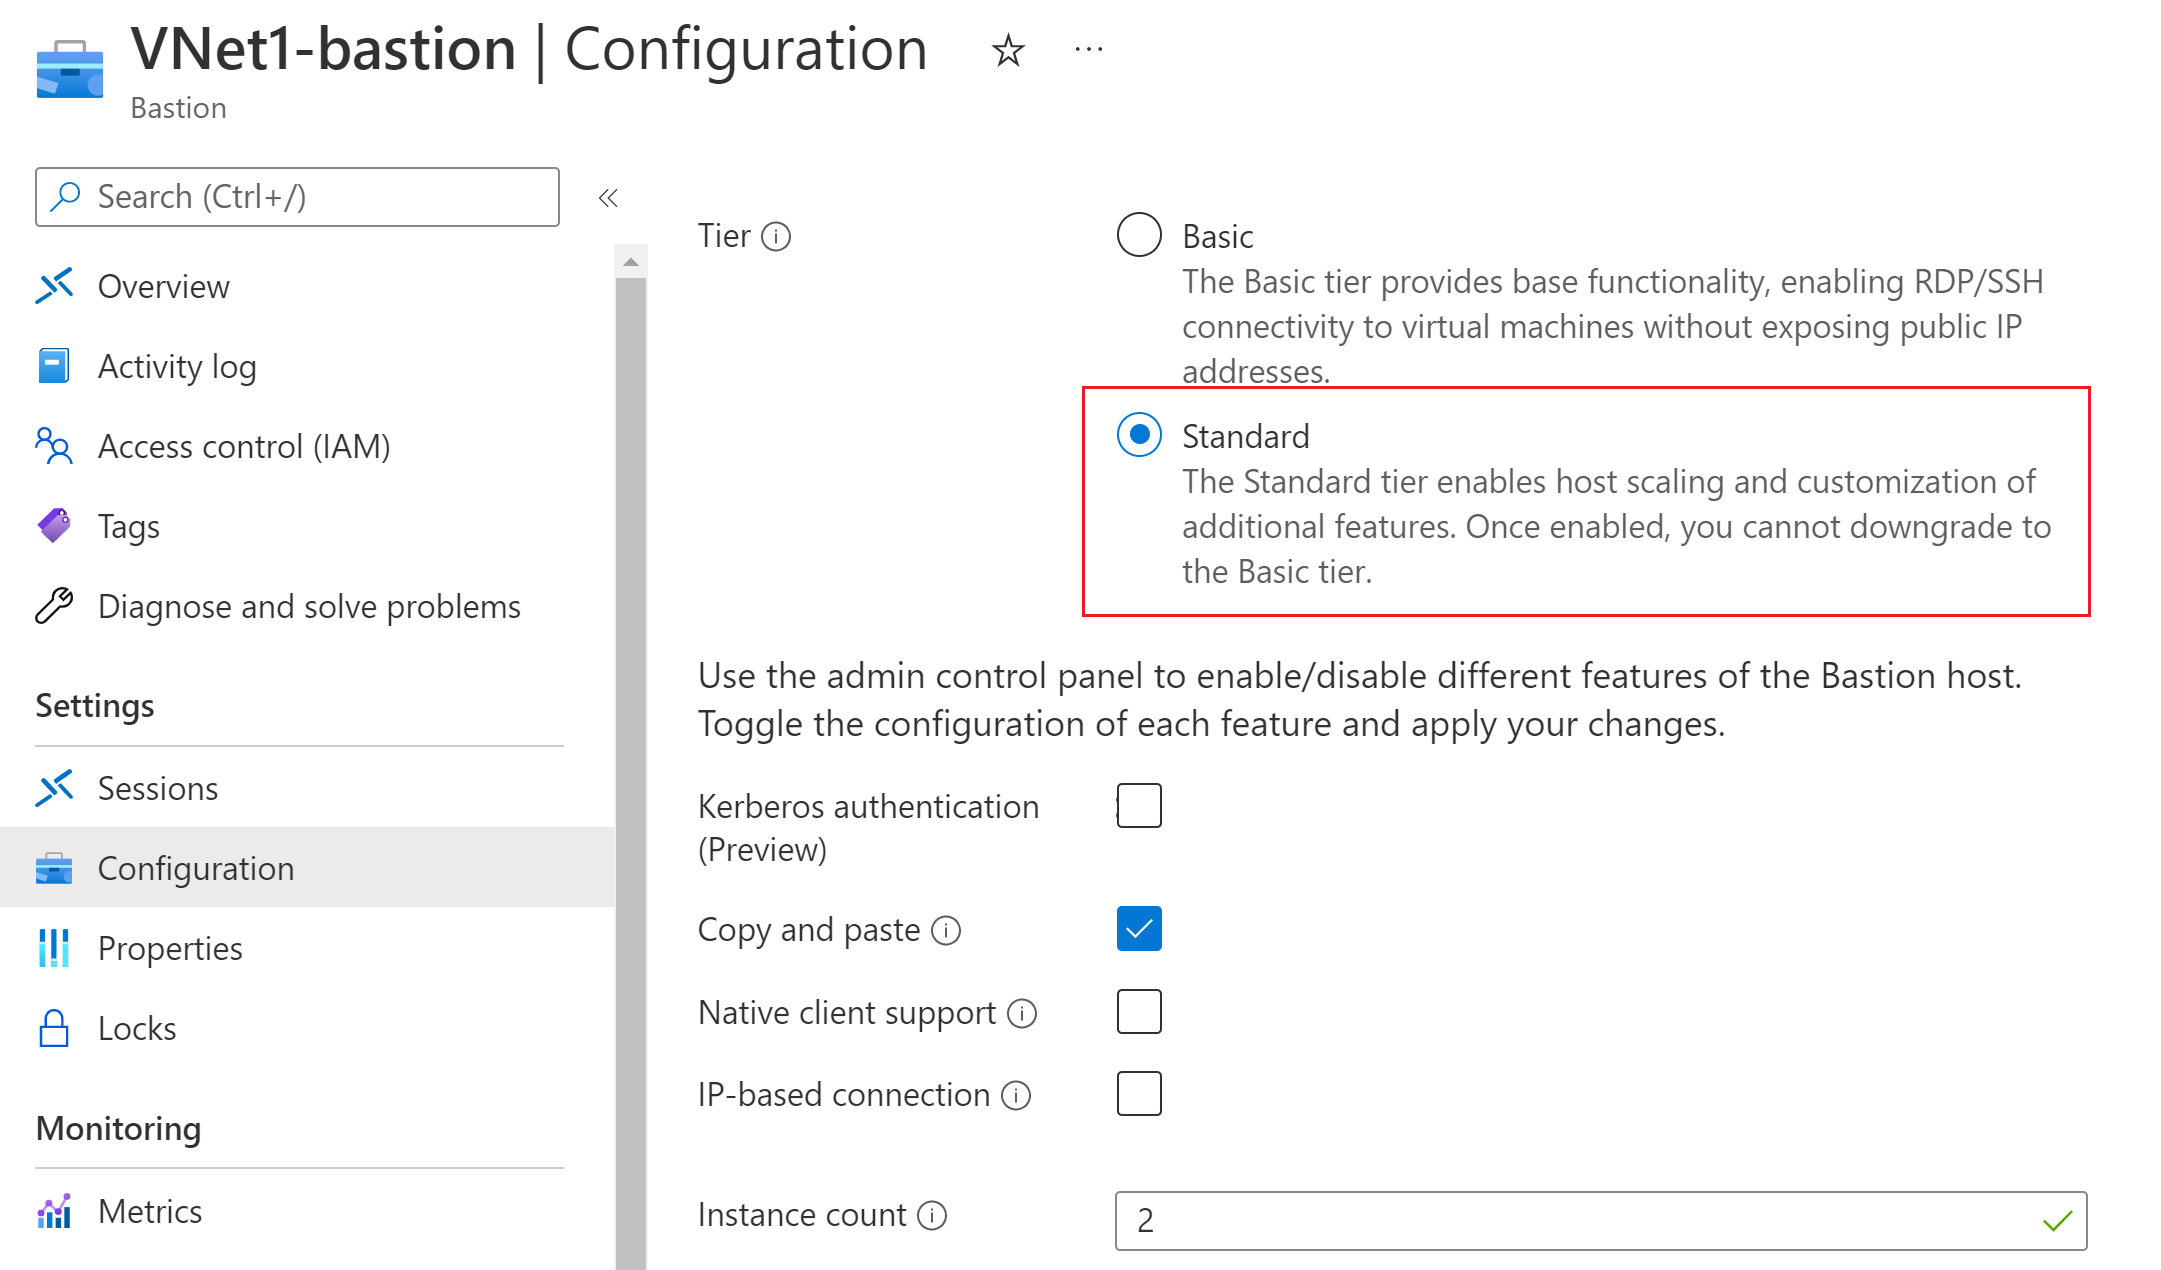 VNet1-bastion | Configuration
Bastion
Search (Ctrl+/)
Overview
Activity log
Access control (IAM)
Tags
Diagnose and solve problems
Settings
Sessions
Configuration
Properties
Locks
Monitoring
Metrics
Tier
Basic
The Basic tier provides base functionality, enabling RDP/SSH
connectivity to virtual machines without exposing public IP
addresses.
Standard
The Standard tier enables host scaling and customization of
additional features. Once enabled, you cannot downgrade to
the Basic tier.
Use the admin control panel to enable/disable different features of the Bastion host.
Toggle the configuration of each feature and apply your changes.
Kerberos authentication
(Preview)
Copy and paste
Native client support
IP-based connection
Instance count
2